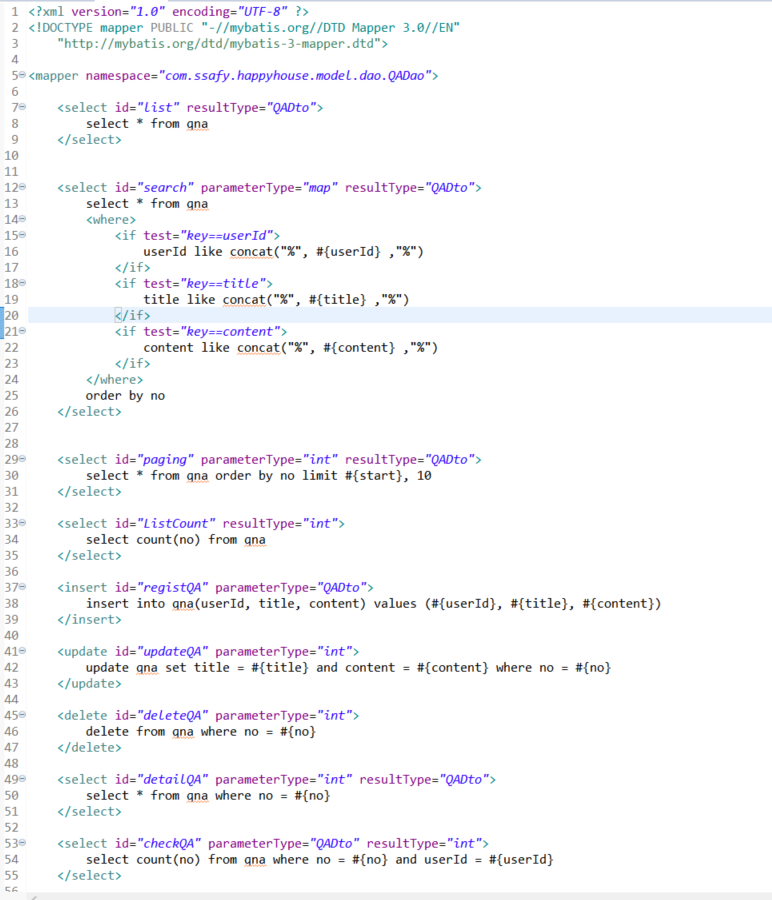 1 <?xml version="1.0" encoding="UTF-8" ?>
2 <!DOCTYPE mapper PUBLIC "-//mybatis.org//DTD Mapper 3.0//EN"
3     "http://mybatis.org/dtd/mybatis-3-mapper.dtd">
4
5 <mapper namespace="com.ssafy.happyhouse.model.dao.QADao">
6
7     <select id="list" resultType="QADto">
8         select * from qna
9     </select>
10
11
12     <select id="search" parameterType="map" resultType="QADto">
13         select * from qna
14         <where>
15             <if test="key==userId">
16                 userId like concat("%", #{userId} ,"%")
17             </if>
18             <if test="key==title">
19                 title like concat("%", #{title} ,"%")
20             </if>
21             <if test="key==content">
22                 content like concat("%", #{content} ,"%")
23             </if>
24         </where>
25         order by no
26     </select>
27
28
29     <select id="paging" parameterType="int" resultType="QADto">
30         select * from qna order by no limit #{start}, 10
31     </select>
32
33     <select id="ListCount" resultType="int">
34         select count(no) from qna
35     </select>
36
37     <insert id="registQA" parameterType="QADto">
38         insert into qna(userId, title, content) values (#{userId}, #{title}, #{content})
39     </insert>
40
41     <update id="updateQA" parameterType="int">
42         update qna set title = #{title} and content = #{content} where no = #{no}
43     </update>
44
45     <delete id="deleteQA" parameterType="int">
46         delete from qna where no = #{no}
47     </delete>
48
49     <select id="detailQA" parameterType="int" resultType="QADto">
50         select * from qna where no = #{no}
51     </select>
52
53     <select id="checkQA" parameterType="QADto" resultType="int">
54         select count(no) from qna where no = #{no} and userId = #{userId}
55     </select>
56